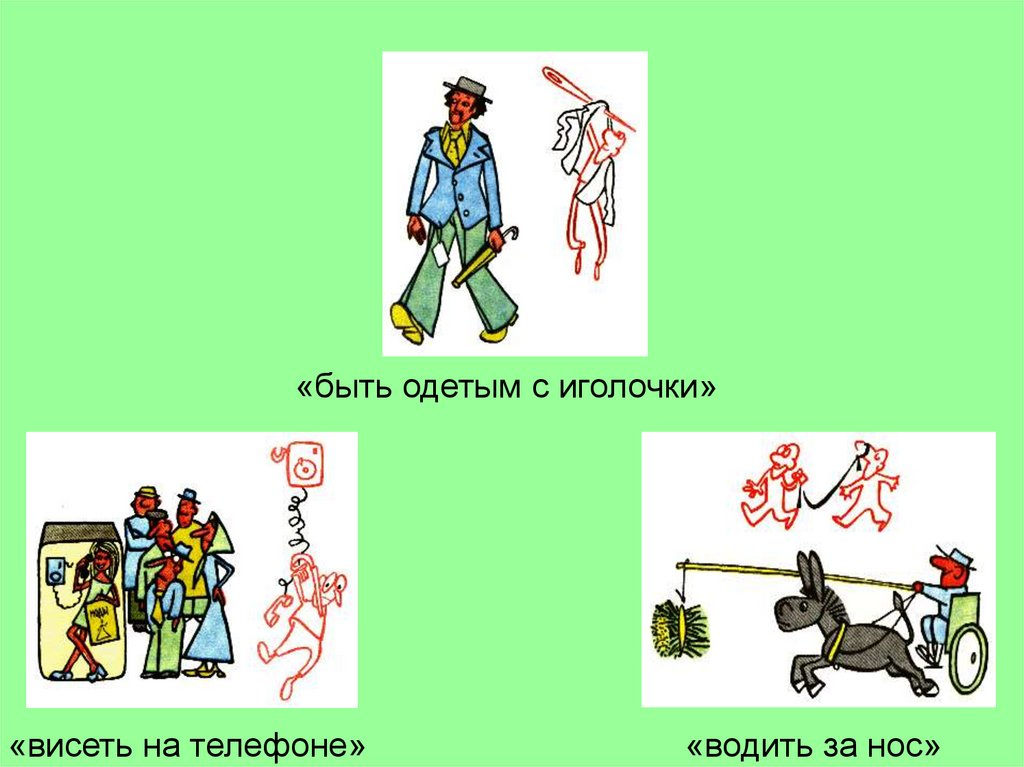 «быть одетым с иголочки»
«висеть на телефоне»
«водить за нос»